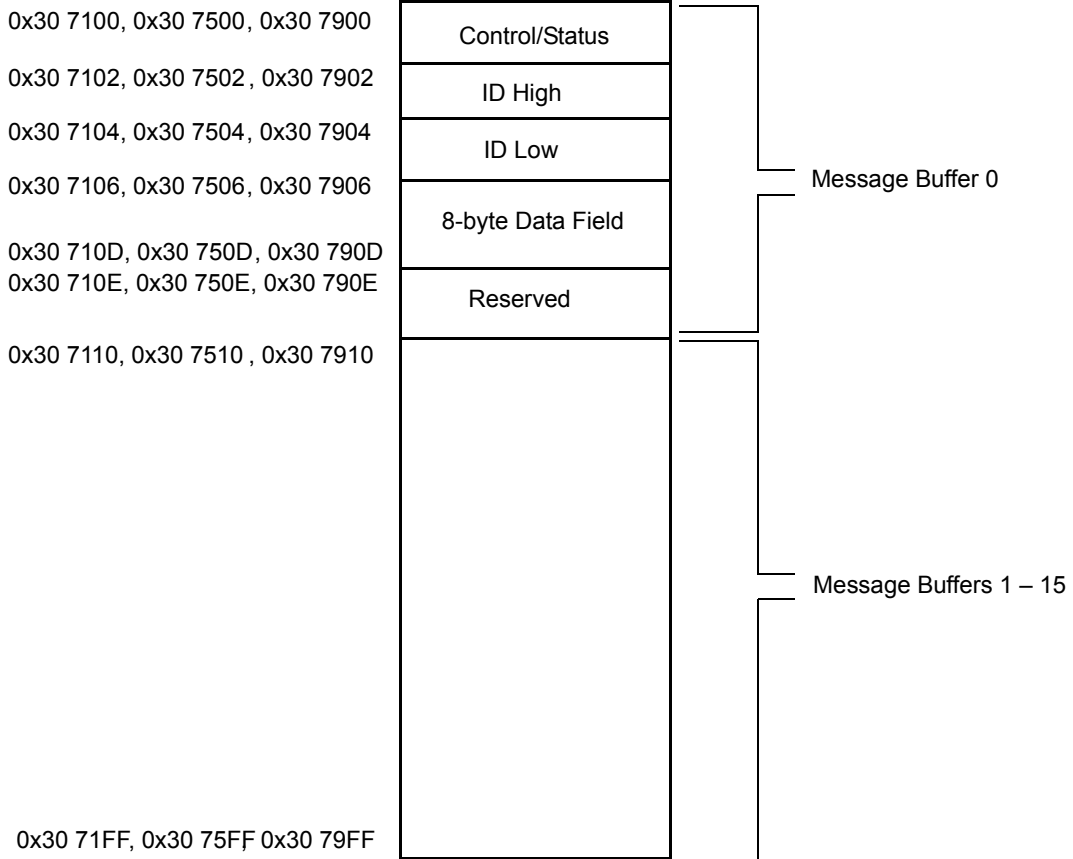 0x30 7100, 0x30 7500, 0x30 7900
Control/Status
0x30 7102, 0x30 7502 , 0x30 7902
ID High
0x30 7104, 0x30 7504, 0x30 7904
ID Low
0x30 7106, 0x30 7506, 0x30 7906
Message Buffer 0
8-byte Data Field
0x30 710D, 0x30 750D, 0x30 790D
0x30 710E, 0x30 750E, 0x30 790E
Reserved
0x30 7110, 0x30 7510 , 0x30 7910
Message Buffers 1 – 15
0x30 71FF, 0x30 75FF, 0x30 79FF